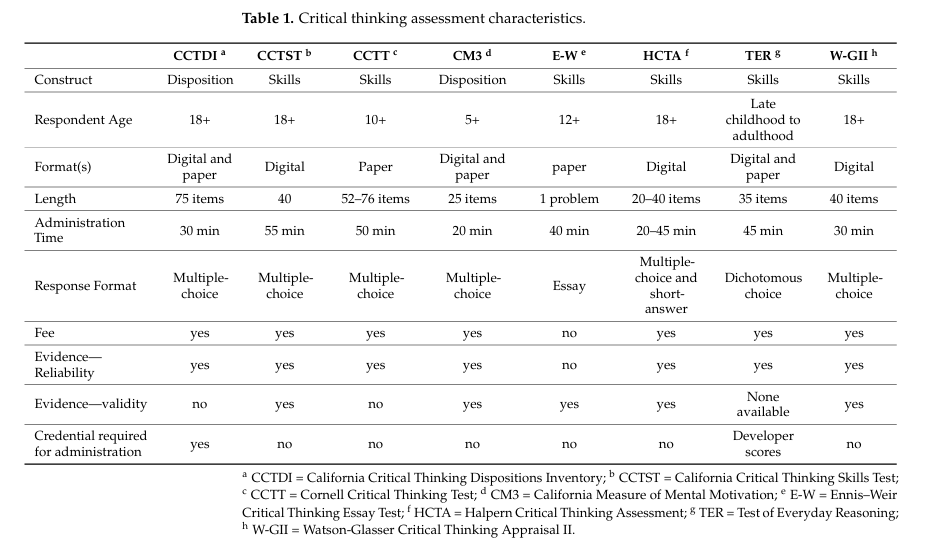 Table 1. Critical thinking assessment characteristics.
CCTDI a CCTST b CCTT c CM3 d E-W e HCTA f TER g W-GII h
Construct Disposition Skills Skills Disposition Skills Skills Skills Skills
Respondent Age 18+ 18+ 10+ 5+ 12+ 18+ Late childhood to adulthood 18+
Format(s) Digital and paper Digital Paper Digital and paper paper Digital Digital and paper Digital
Length 75 items 40 52–76 items 25 items 1 problem 20–40 items 35 items 40 items
Administration Time 30 min 55 min 50 min 20 min 40 min 20–45 min 45 min 30 min
Response Format Multiple-choice Multiple-choice Multiple-choice Multiple-choice Essay Multiple-choice and short-answer Dichotomous choice Multiple-choice
Fee yes yes yes yes no yes yes yes
Evidence—Reliability yes yes yes yes no yes yes yes
Evidence—validity no yes no yes yes yes None available yes
Credential required for administration yes no no no no no Developer scores no
a CCTDI = California Critical Thinking Dispositions Inventory; b CCTST = California Critical Thinking Skills Test;
c CCTT = Cornell Critical Thinking Test; d CM3 = California Measure of Mental Motivation; e E-W = Ennis–Weir
Critical Thinking Essay Test; f HCTA = Halpern Critical Thinking Assessment; g TER = Test of Everyday Reasoning;
h W-GII = Watson-Glasser Critical Thinking Appraisal II.